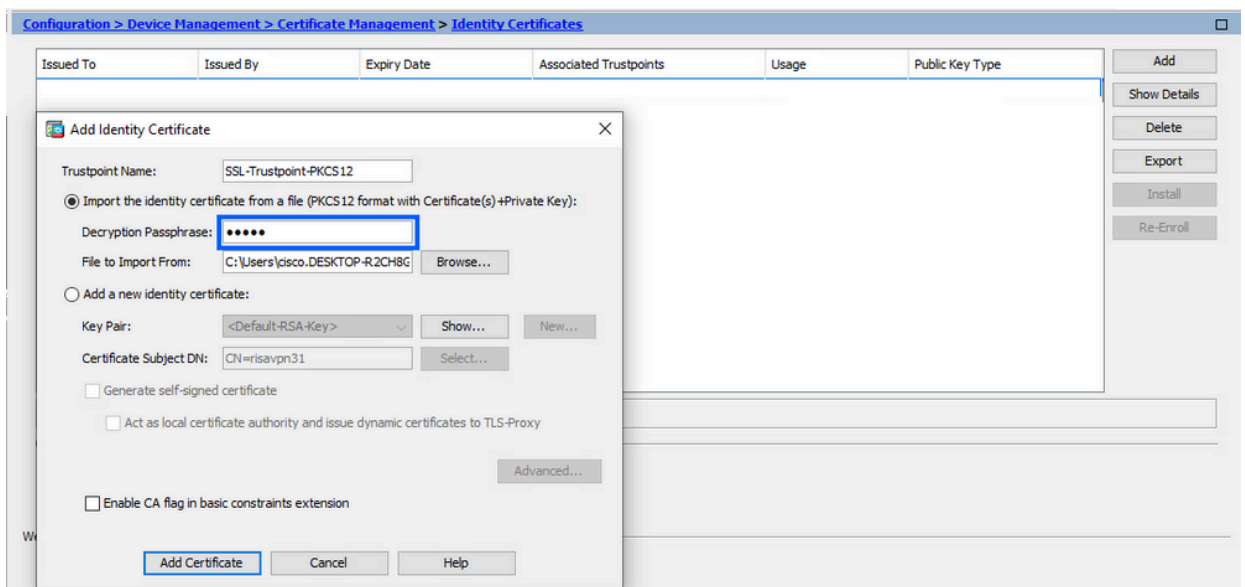 Configuration > Device Management > Certificate Management > Identity Certificates
Issued To Issued By Expiry Date Associated Trustpoints Usage Public Key Type
Add
Show Details
Delete
Export
Install
Re-Enroll
Add Identity Certificate
Trustpoint Name: SSL-Trustpoint-PKCS12
Import the identity certificate from a file (PKCS12 format with Certificate(s)+Private Key):
Decryption Passphrase: •••••
File to Import From: C:\Users\cisco.DESKTOP-R2CH8G Browse...
Add a new identity certificate:
Key Pair: <Default-RSA-Key> Show... New...
Certificate Subject DN: CN=risavpn31 Select...
Generate self-signed certificate
Act as local certificate authority and issue dynamic certificates to TLS-Proxy
Advanced...
Enable CA flag in basic constraints extension
Add Certificate Cancel Help